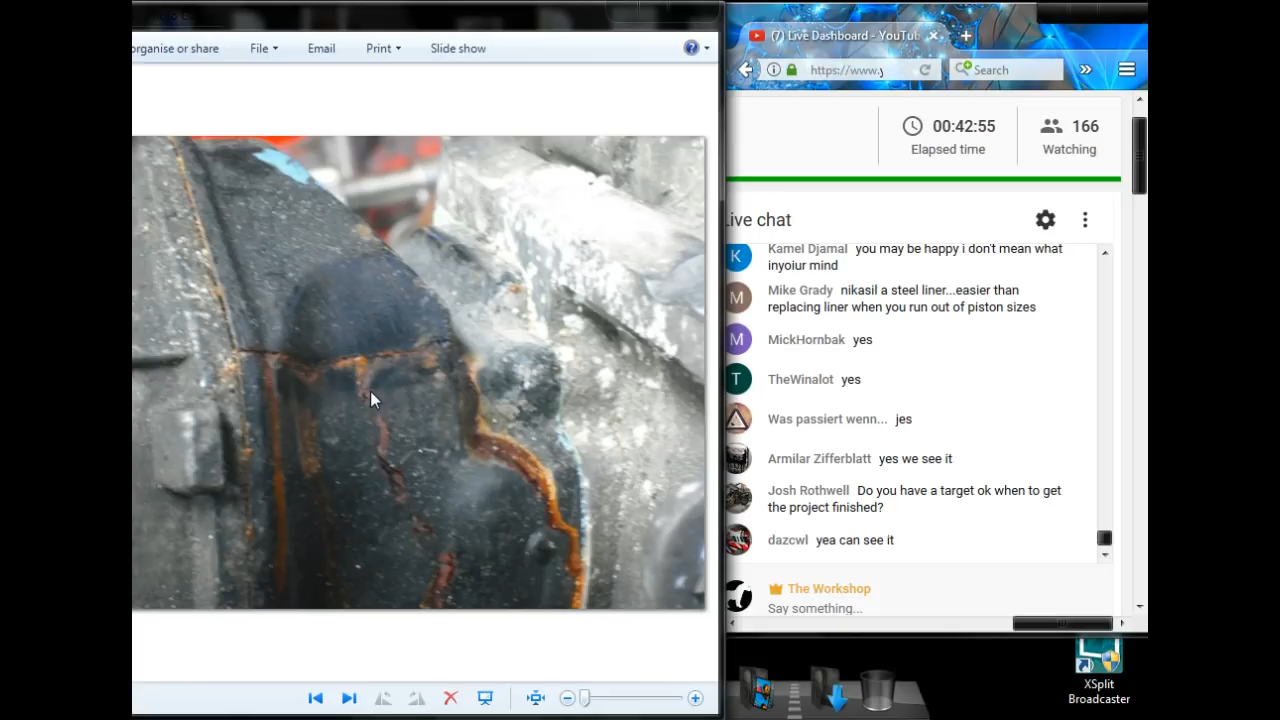 organise or share
File
Email
Print
Slide show
(7) Live Dashboard - YouTub
https://www.y
Search
00:42:55
Elapsed time
166
Watching
Live chat
Kamel Djamal you may be happy i don't mean what
inyoiur mind
Mike Grady nikasil a steel liner...easier than
replacing liner when you run out of piston sizes
MickHornbak yes
TheWinalot yes
Was passiert wenn... jes
Armilar Zifferblatt yes we see it
Josh Rothwell Do you have a target ok when to get
the project finished?
dazcwl yea can see it
The Workshop
Say something...
XSplit
Broadcaster
K
M
M
T